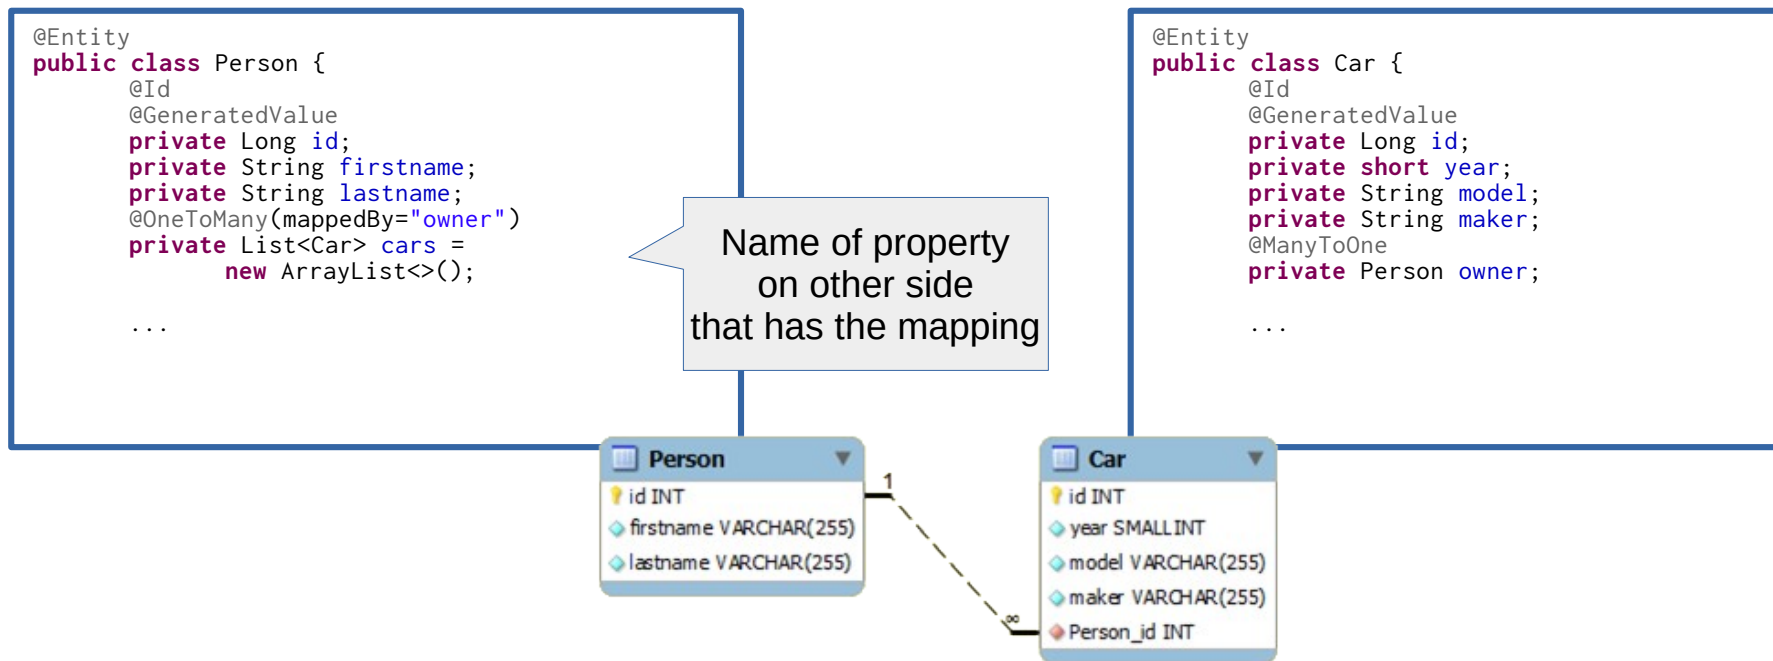 @Entity
public class Person {
@Id
@GeneratedValue
private Long id;
private String firstname;
private String lastname;
@OneToMany(mappedBy="owner")
private List<Car> cars =
new ArrayList<>();
...
Name of property
on other side
that has the mapping
@Entity
public class Car {
@Id
@GeneratedValue
private Long id;
private short year;
private String model;
private String maker;
@ManyToOne
private Person owner;
...
Person
id INT
firstname VARCHAR(255)
lastname VARCHAR(255)
1
∞
Car
id INT
year SMALLINT
model VARCHAR(255)
maker VARCHAR(255)
Person_id INT